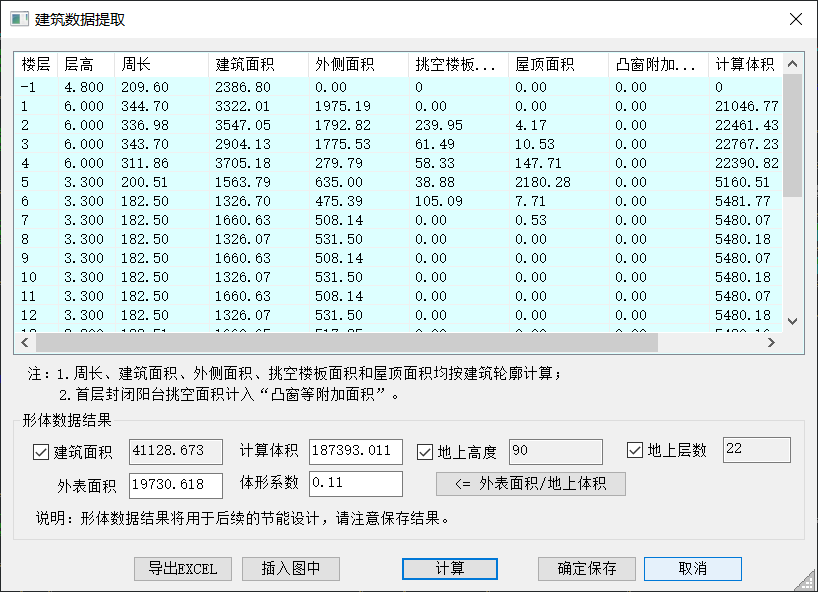 建筑数据提取
楼层 层高 周长 建筑面积 外侧面积 挑空楼板... 屋顶面积 凸窗附加... 计算体积
-1 4.800 209.60 2386.80 0.00 0 0.00 0.00 0
1 6.000 344.70 3322.01 1975.19 0.00 0.00 0.00 21046.77
2 6.000 336.98 3547.05 1792.82 239.95 4.17 0.00 22461.43
3 6.000 343.70 2904.13 1775.53 61.49 10.53 0.00 22767.23
4 6.000 311.86 3705.18 279.79 58.33 147.71 0.00 22390.82
5 3.300 200.51 1563.79 635.00 38.88 2180.28 0.00 5160.51
6 3.300 182.50 1326.70 475.39 105.09 7.71 0.00 5481.77
7 3.300 182.50 1660.63 508.14 0.00 0.53 0.00 5480.07
8 3.300 182.50 1326.07 531.50 0.00 0.00 0.00 5480.18
9 3.300 182.50 1660.63 508.14 0.00 0.00 0.00 5480.07
10 3.300 182.50 1326.07 531.50 0.00 0.00 0.00 5480.18
11 3.300 182.50 1660.63 508.14 0.00 0.00 0.00 5480.07
12 3.300 182.50 1326.07 531.50 0.00 0.00 0.00 5480.18
注：1.周长、建筑面积、外侧面积、挑空楼板面积和屋顶面积均按建筑轮廓计算；
2.首层封闭阳台挑空面积计入“凸窗等附加面积”。
形体数据结果
建筑面积 41128.673 计算体积 187393.011 地上高度 90 地上层数 22
外表面积 19730.618 体形系数 0.11 <= 外表面积/地上体积
说明：形体数据结果将用于后续的节能设计，请注意保存结果。
导出EXCEL 插入图中 计算 确定保存 取消